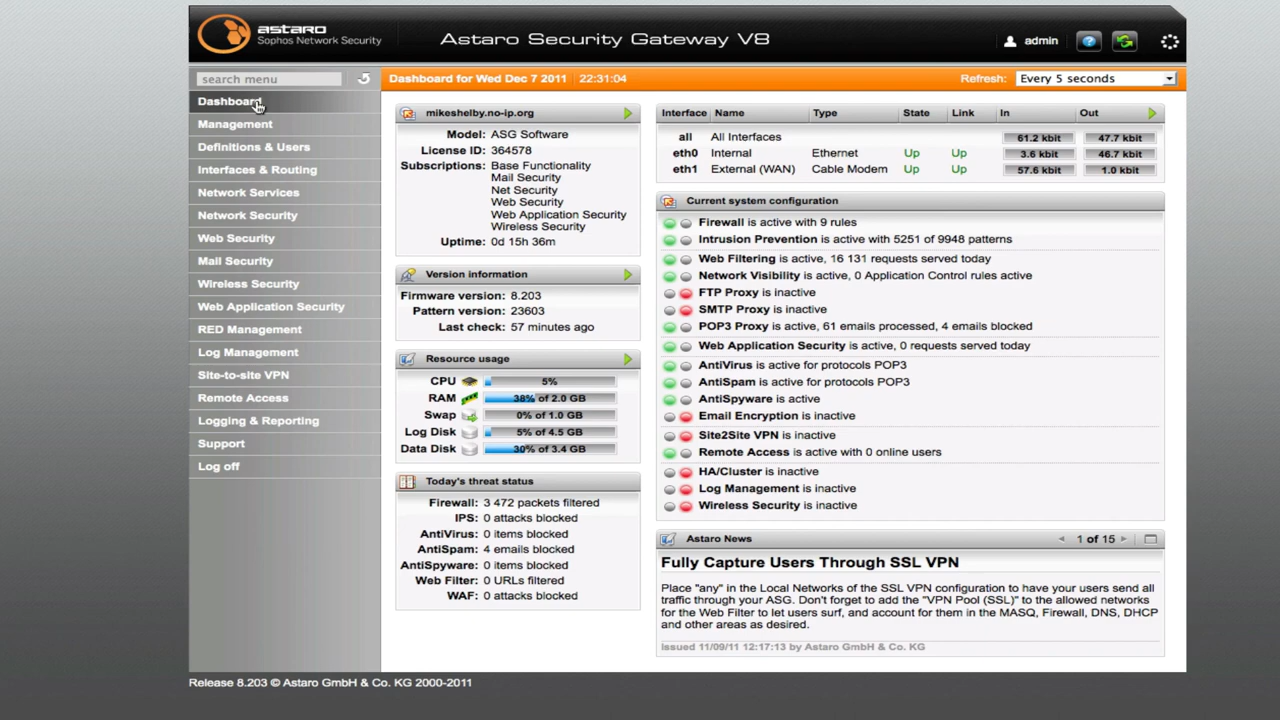 astaro
Sophos Network Security
Astaro Security Gateway V8
admin
search menu
Dashboard for Wed Dec 7 2011 22:31:04
Refresh: Every 5 seconds
Dashboard
Management
Definitions & Users
Interfaces & Routing
Network Services
Network Security
Web Security
Mail Security
Wireless Security
Web Application Security
RED Management
Log Management
Site-to-site VPN
Remote Access
Logging & Reporting
Support
Log off
mikeshelby.no-ip.org
Model: ASG Software
License ID: 364578
Subscriptions: Base Functionality
Mail Security
Net Security
Web Security
Web Application Security
Wireless Security
Uptime: 0d 15h 36m
Version information
Firmware version: 8.203
Pattern version: 23603
Last check: 57 minutes ago
Resource usage
CPU 5%
RAM 38% of 2.0 GB
Swap 0% of 1.0 GB
Log Disk 5% of 4.5 GB
Data Disk 30% of 3.4 GB
Today's threat status
Firewall: 3 472 packets filtered
IPS: 0 attacks blocked
AntiVirus: 0 items blocked
AntiSpam: 4 emails blocked
AntiSpyware: 0 items blocked
Web Filter: 0 URLs filtered
WAF: 0 attacks blocked
Interface Name Type State Link In Out
all All Interfaces 61.2 kbit 47.7 kbit
eth0 Internal Ethernet Up Up 3.6 kbit 46.7 kbit
eth1 External (WAN) Cable Modem Up Up 57.6 kbit 1.0 kbit
Current system configuration
Firewall is active with 9 rules
Intrusion Prevention is active with 5251 of 9948 patterns
Web Filtering is active, 16 131 requests served today
Network Visibility is active, 0 Application Control rules active
FTP Proxy is inactive
SMTP Proxy is inactive
POP3 Proxy is active, 61 emails processed, 4 emails blocked
Web Application Security is active, 0 requests served today
AntiVirus is active for protocols POP3
AntiSpam is active for protocols POP3
AntiSpyware is active
Email Encryption is inactive
Site2Site VPN is inactive
Remote Access is active with 0 online users
HA/Cluster is inactive
Log Management is inactive
Wireless Security is inactive
Astaro News 1 of 15
Fully Capture Users Through SSL VPN
Place "any" in the Local Networks of the SSL VPN configuration to have your users send all
traffic through your ASG. Don't forget to add the "VPN Pool (SSL)" to the allowed networks
for the Web Filter to let users surf, and account for them in the MASQ, Firewall, DNS, DHCP
and other areas as desired.
issued 11/09/11 12:17:13 by Astaro GmbH & Co. KG
Release 8.203 © Astaro GmbH & Co. KG 2000-2011